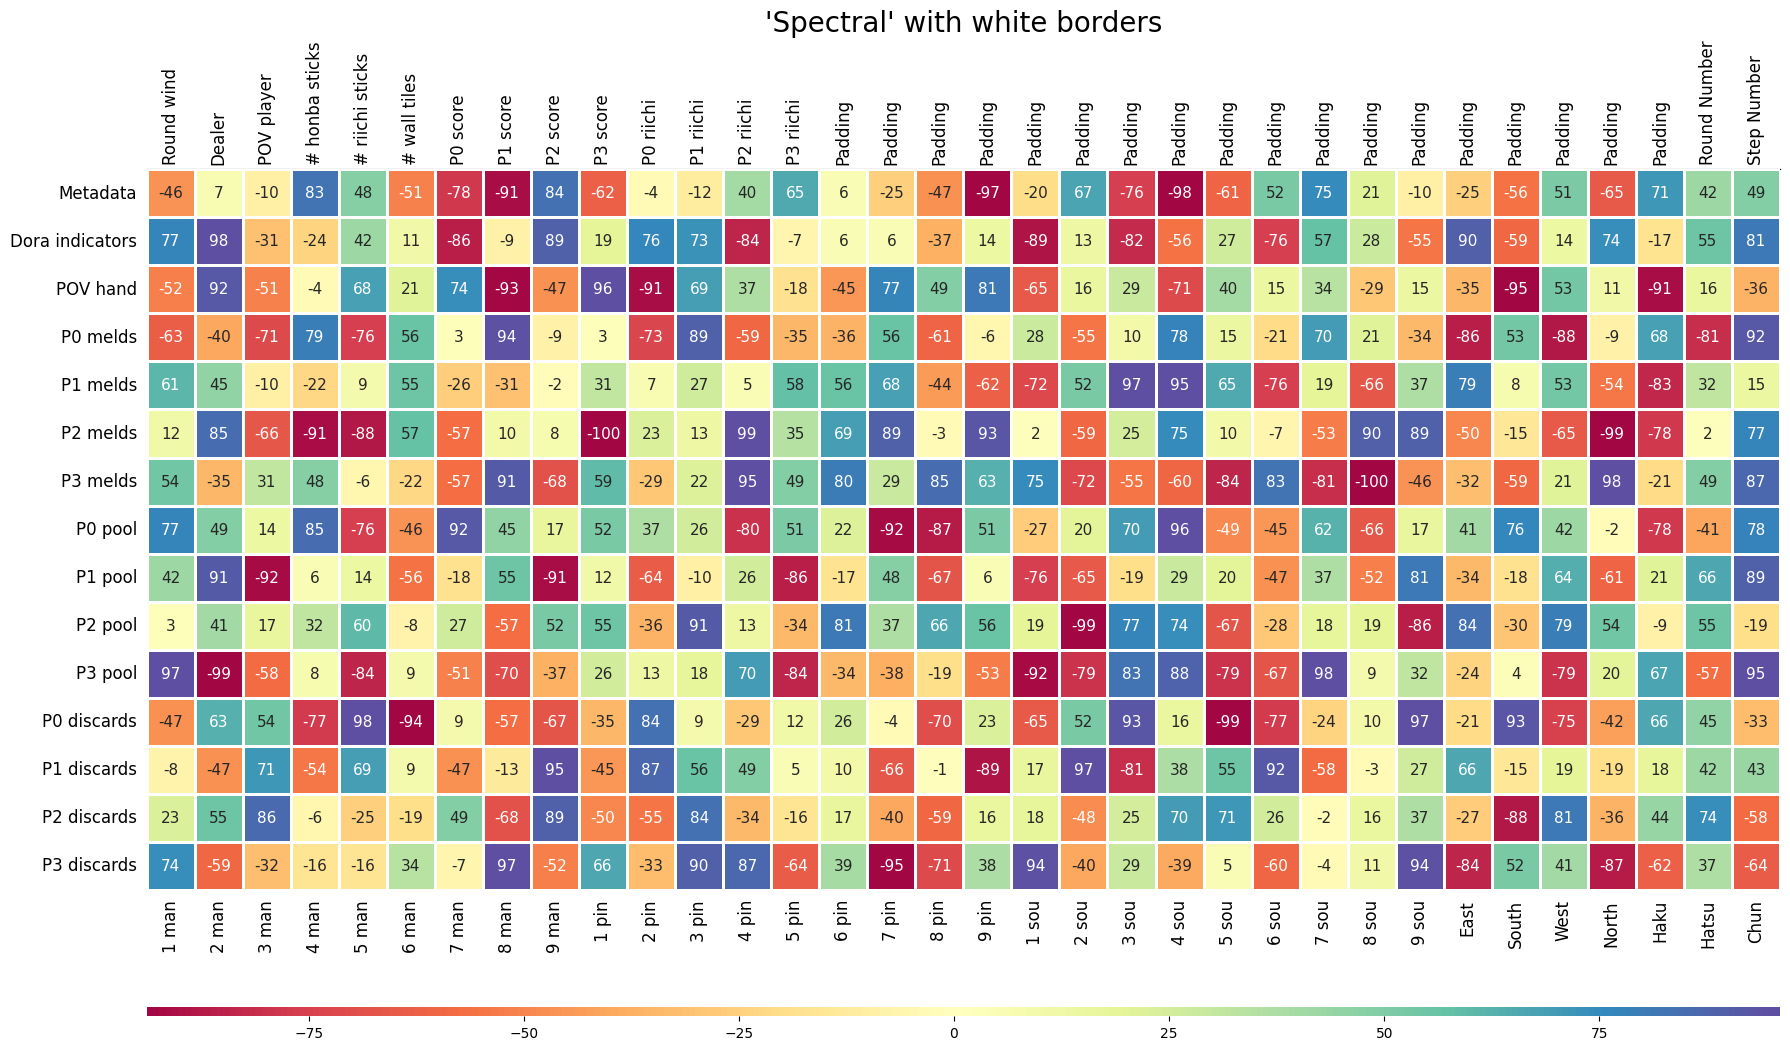 'Spectral' with white borders
Round wind Dealer POV player # honba sticks # riichi sticks # wall tiles P0 score P1 score P2 score P3 score P0 riichi P1 riichi P2 riichi P3 riichi Padding Padding Padding Padding Padding Padding Padding Padding Padding Padding Padding Padding Padding Padding Padding Padding Padding Padding Round Number Step Number
Metadata -46 7 -10 83 48 -51 -78 -91 84 -62 -4 -12 40 65 6 -25 -47 -97 -20 67 -76 -98 -61 52 75 21 -10 -25 -56 51 -65 71 42 49
Dora indicators 77 98 -31 -24 42 11 -86 -9 89 19 76 73 -84 -7 6 6 -37 14 -89 13 -82 -56 27 -76 57 28 -55 90 -59 14 74 -17 55 81
POV hand -52 92 -51 -4 68 21 74 -93 -47 96 -91 69 37 -18 -45 77 49 81 -65 16 29 -71 40 15 34 -29 15 -35 -95 53 11 -91 16 -36
P0 melds -63 -40 -71 79 -76 56 3 94 -9 3 -73 89 -59 -35 -36 56 -61 -6 28 -55 10 78 15 -21 70 21 -34 -86 53 -88 -9 68 -81 92
P1 melds 61 45 -10 -22 9 55 -26 -31 -2 31 7 27 5 58 56 68 -44 -62 -72 52 97 95 65 -76 19 -66 37 79 8 53 -54 -83 32 15
P2 melds 12 85 -66 -91 -88 57 -57 10 8 -100 23 13 99 35 69 89 -3 93 2 -59 25 75 10 -7 -53 90 89 -50 -15 -65 -99 -78 2 77
P3 melds 54 -35 31 48 -6 -22 -57 91 -68 59 -29 22 95 49 80 29 85 63 75 -72 -55 -60 -84 83 -81 -100 -46 -32 -59 21 98 -21 49 87
P0 pool 77 49 14 85 -76 -46 92 45 17 52 37 26 -80 51 22 -92 -87 51 -27 20 70 96 -49 -45 62 -66 17 41 76 42 -2 -78 -41 78
P1 pool 42 91 -92 6 14 -56 -18 55 -91 12 -64 -10 26 -86 -17 48 -67 6 -76 -65 -19 29 20 -47 37 -52 81 -34 -18 64 -61 21 66 89
P2 pool 3 41 17 32 60 -8 27 -57 52 55 -36 91 13 -34 81 37 66 56 19 -99 77 74 -67 -28 18 19 -86 84 -30 79 54 -9 55 -19
P3 pool 97 -99 -58 8 -84 9 -51 -70 -37 26 13 18 70 -84 -34 -38 -19 -53 -92 -79 83 88 -79 -67 98 9 32 -24 4 -79 20 67 -57 95
P0 discards -47 63 54 -77 98 -94 9 -57 -67 -35 84 9 -29 12 26 -4 -70 23 -65 52 93 16 -99 -77 -24 10 97 -21 93 -75 -42 66 45 -33
P1 discards -8 -47 71 -54 69 9 -47 -13 95 -45 87 56 49 5 10 -66 -1 -89 17 97 -81 38 55 92 -58 -3 27 66 -15 19 -19 18 42 43
P2 discards 23 55 86 -6 -25 -19 49 -68 89 -50 -55 84 -34 -16 17 -40 -59 16 18 -48 25 70 71 26 -2 16 37 -27 -88 81 -36 44 74 -58
P3 discards 74 -59 -32 -16 -16 34 -7 97 -52 66 -33 90 87 -64 39 -95 -71 38 94 -40 29 -39 5 -60 -4 11 94 -84 52 41 -87 -62 37 -64
1 man 2 man 3 man 4 man 5 man 6 man 7 man 8 man 9 man 1 pin 2 pin 3 pin 4 pin 5 pin 6 pin 7 pin 8 pin 9 pin 1 sou 2 sou 3 sou 4 sou 5 sou 6 sou 7 sou 8 sou 9 sou East South West North Haku Hatsu Chun
−75 −50 −25 0 25 50 75